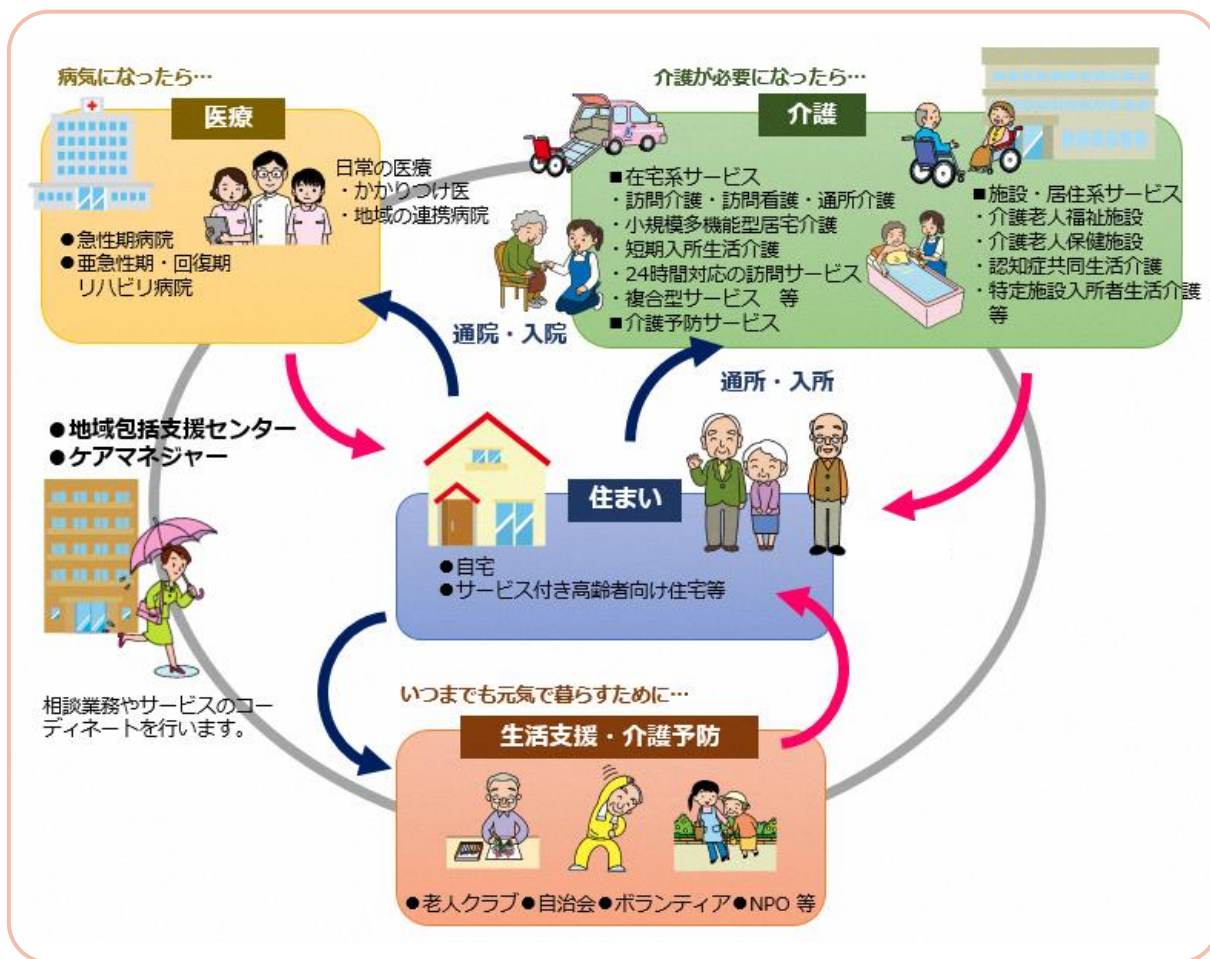 病気になったら…
医療
日常の医療
・かかりつけ医
・地域の連携病院
●急性期病院
●亜急性期・回復期
リハビリ病院
介護が必要になったら…
介護
■在宅系サービス
・訪問介護・訪問看護・通所介護
・小規模多機能型居宅介護
・短期入所生活介護
・24時間対応の訪問サービス
・複合型サービス　等
■介護予防サービス
■施設・居住系サービス
・介護老人福祉施設
・介護老人保健施設
・認知症共同生活介護
・特定施設入所者生活介護
等
通院・入院
通所・入所
●地域包括支援センター
●ケアマネジャー
相談業務やサービスのコー
ディネートを行います。
住まい
●自宅
●サービス付き高齢者向け住宅等
いつまでも元気で暮らすために…
生活支援・介護予防
●老人クラブ●自治会●ボランティア●NPO 等